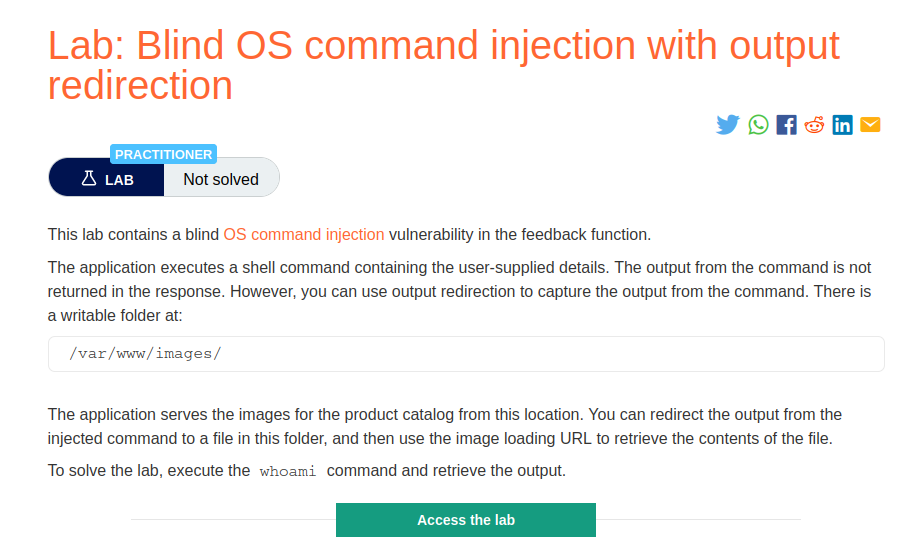 Lab: Blind OS command injection with output
redirection
PRACTITIONER
LAB
Not solved
This lab contains a blind OS command injection vulnerability in the feedback function.
The application executes a shell command containing the user-supplied details. The output from the command is not
returned in the response. However, you can use output redirection to capture the output from the command. There is
a writable folder at:
/var/www/images/
The application serves the images for the product catalog from this location. You can redirect the output from the
injected command to a file in this folder, and then use the image loading URL to retrieve the contents of the file.
To solve the lab, execute the whoami command and retrieve the output.
Access the lab